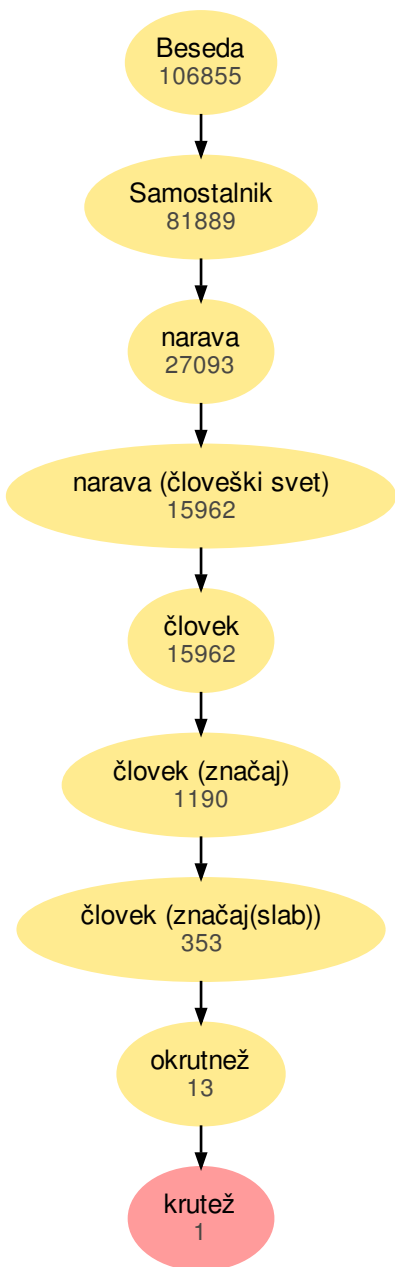 Beseda
106855
Samostalnik
81889
narava
27093
narava (človeški svet)
15962
človek
15962
človek (značaj)
1190
človek (značaj(slab))
353
okrutnež
13
krutež
1